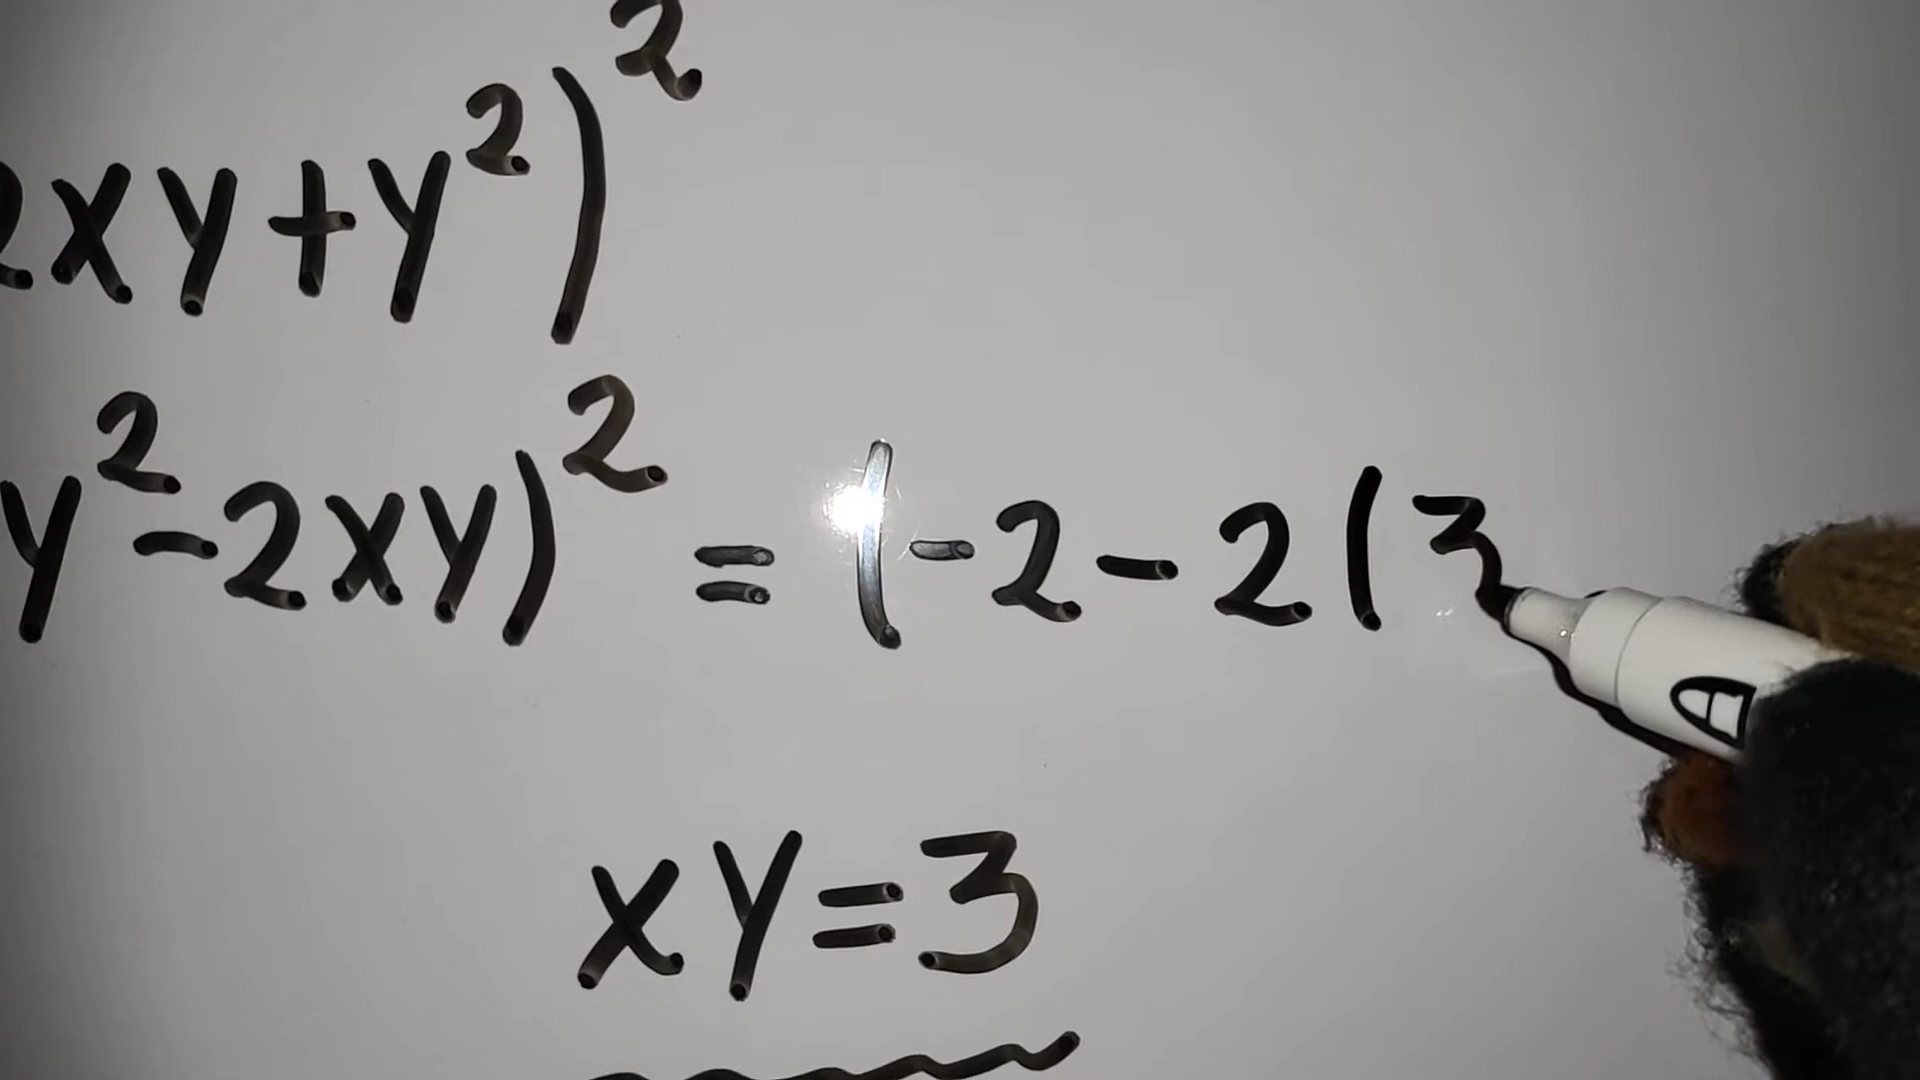 2xy+y²)²
y²-2xy)² = (-2-2(3
xy=3
A